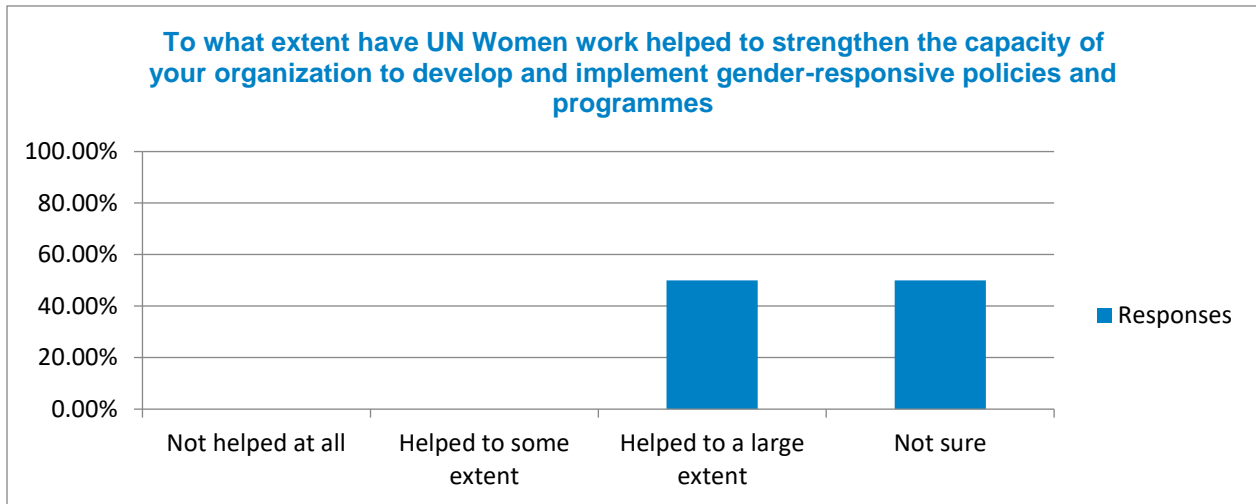 To what extent have UN Women work helped to strengthen the capacity of
your organization to develop and implement gender-responsive policies and
programmes
100.00%
80.00%
60.00%
40.00%
20.00%
0.00%
Not helped at all
Helped to some
extent
Helped to a large
extent
Not sure
Responses